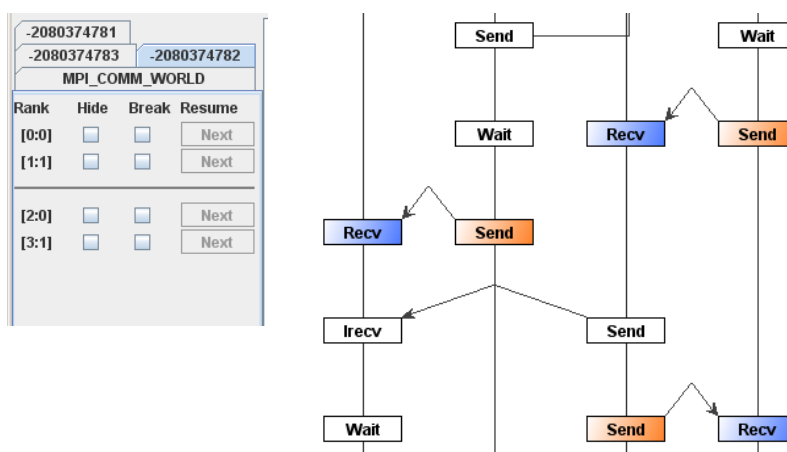 -2080374781
-2080374783 -2080374782
MPI_COMM_WORLD
Rank Hide Break Resume
[0:0] Next
[1:1] Next
[2:0] Next
[3:1] Next
Send Wait
Wait Recv Send
Recv Send
Irecv Send
Wait Send Recv